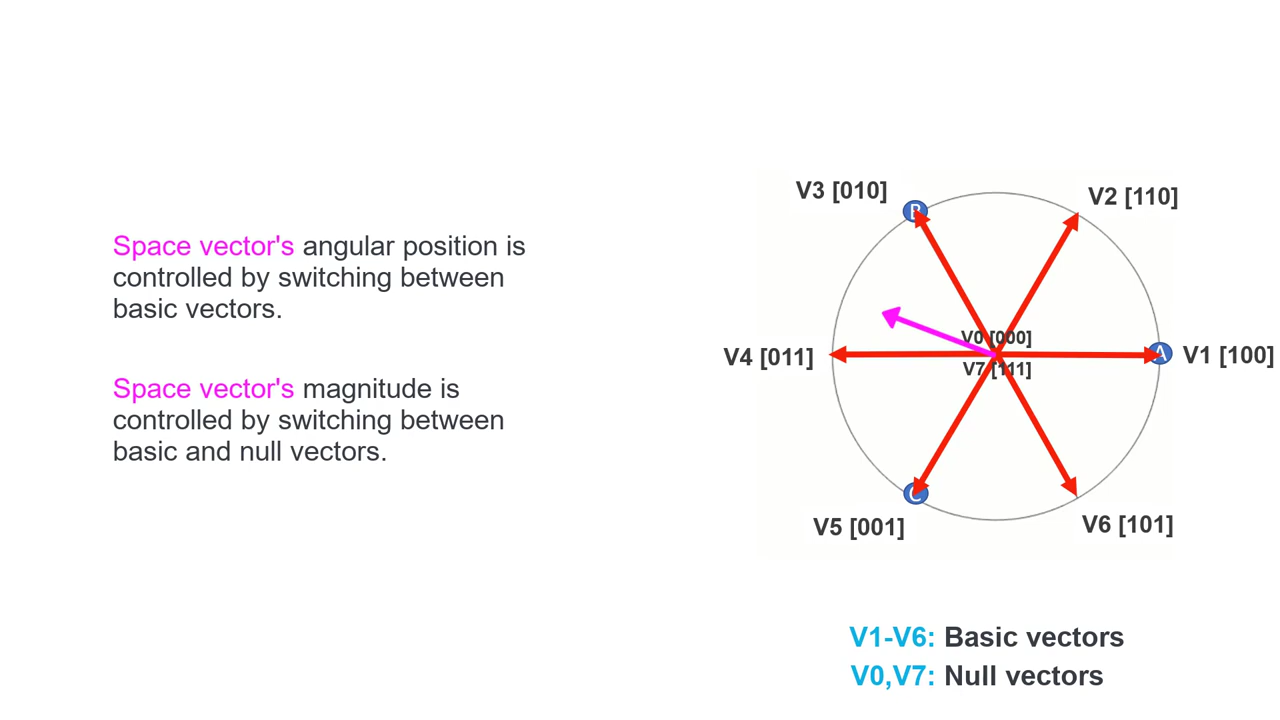 Space vector's angular position is
controlled by switching between
basic vectors.
Space vector's magnitude is
controlled by switching between
basic and null vectors.
V3 [010]
V2 [110]
B
V0 [000]
V4 [011]
A
V1 [100]
V7 [111]
C
V5 [001]
V6 [101]
V1-V6: Basic vectors
V0,V7: Null vectors